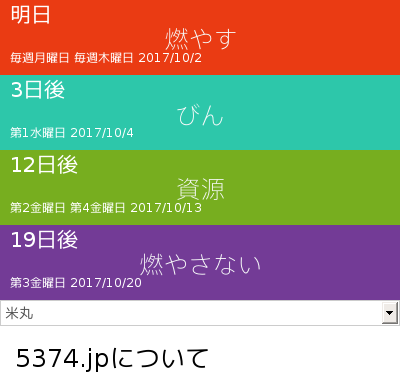 明日
燃やす
毎週月曜日 毎週木曜日 2017/10/2
3日後
びん
第1水曜日 2017/10/4
12日後
資源
第2金曜日 第4金曜日 2017/10/13
19日後
燃やさない
第3金曜日 2017/10/20
米丸
5374.jpについて